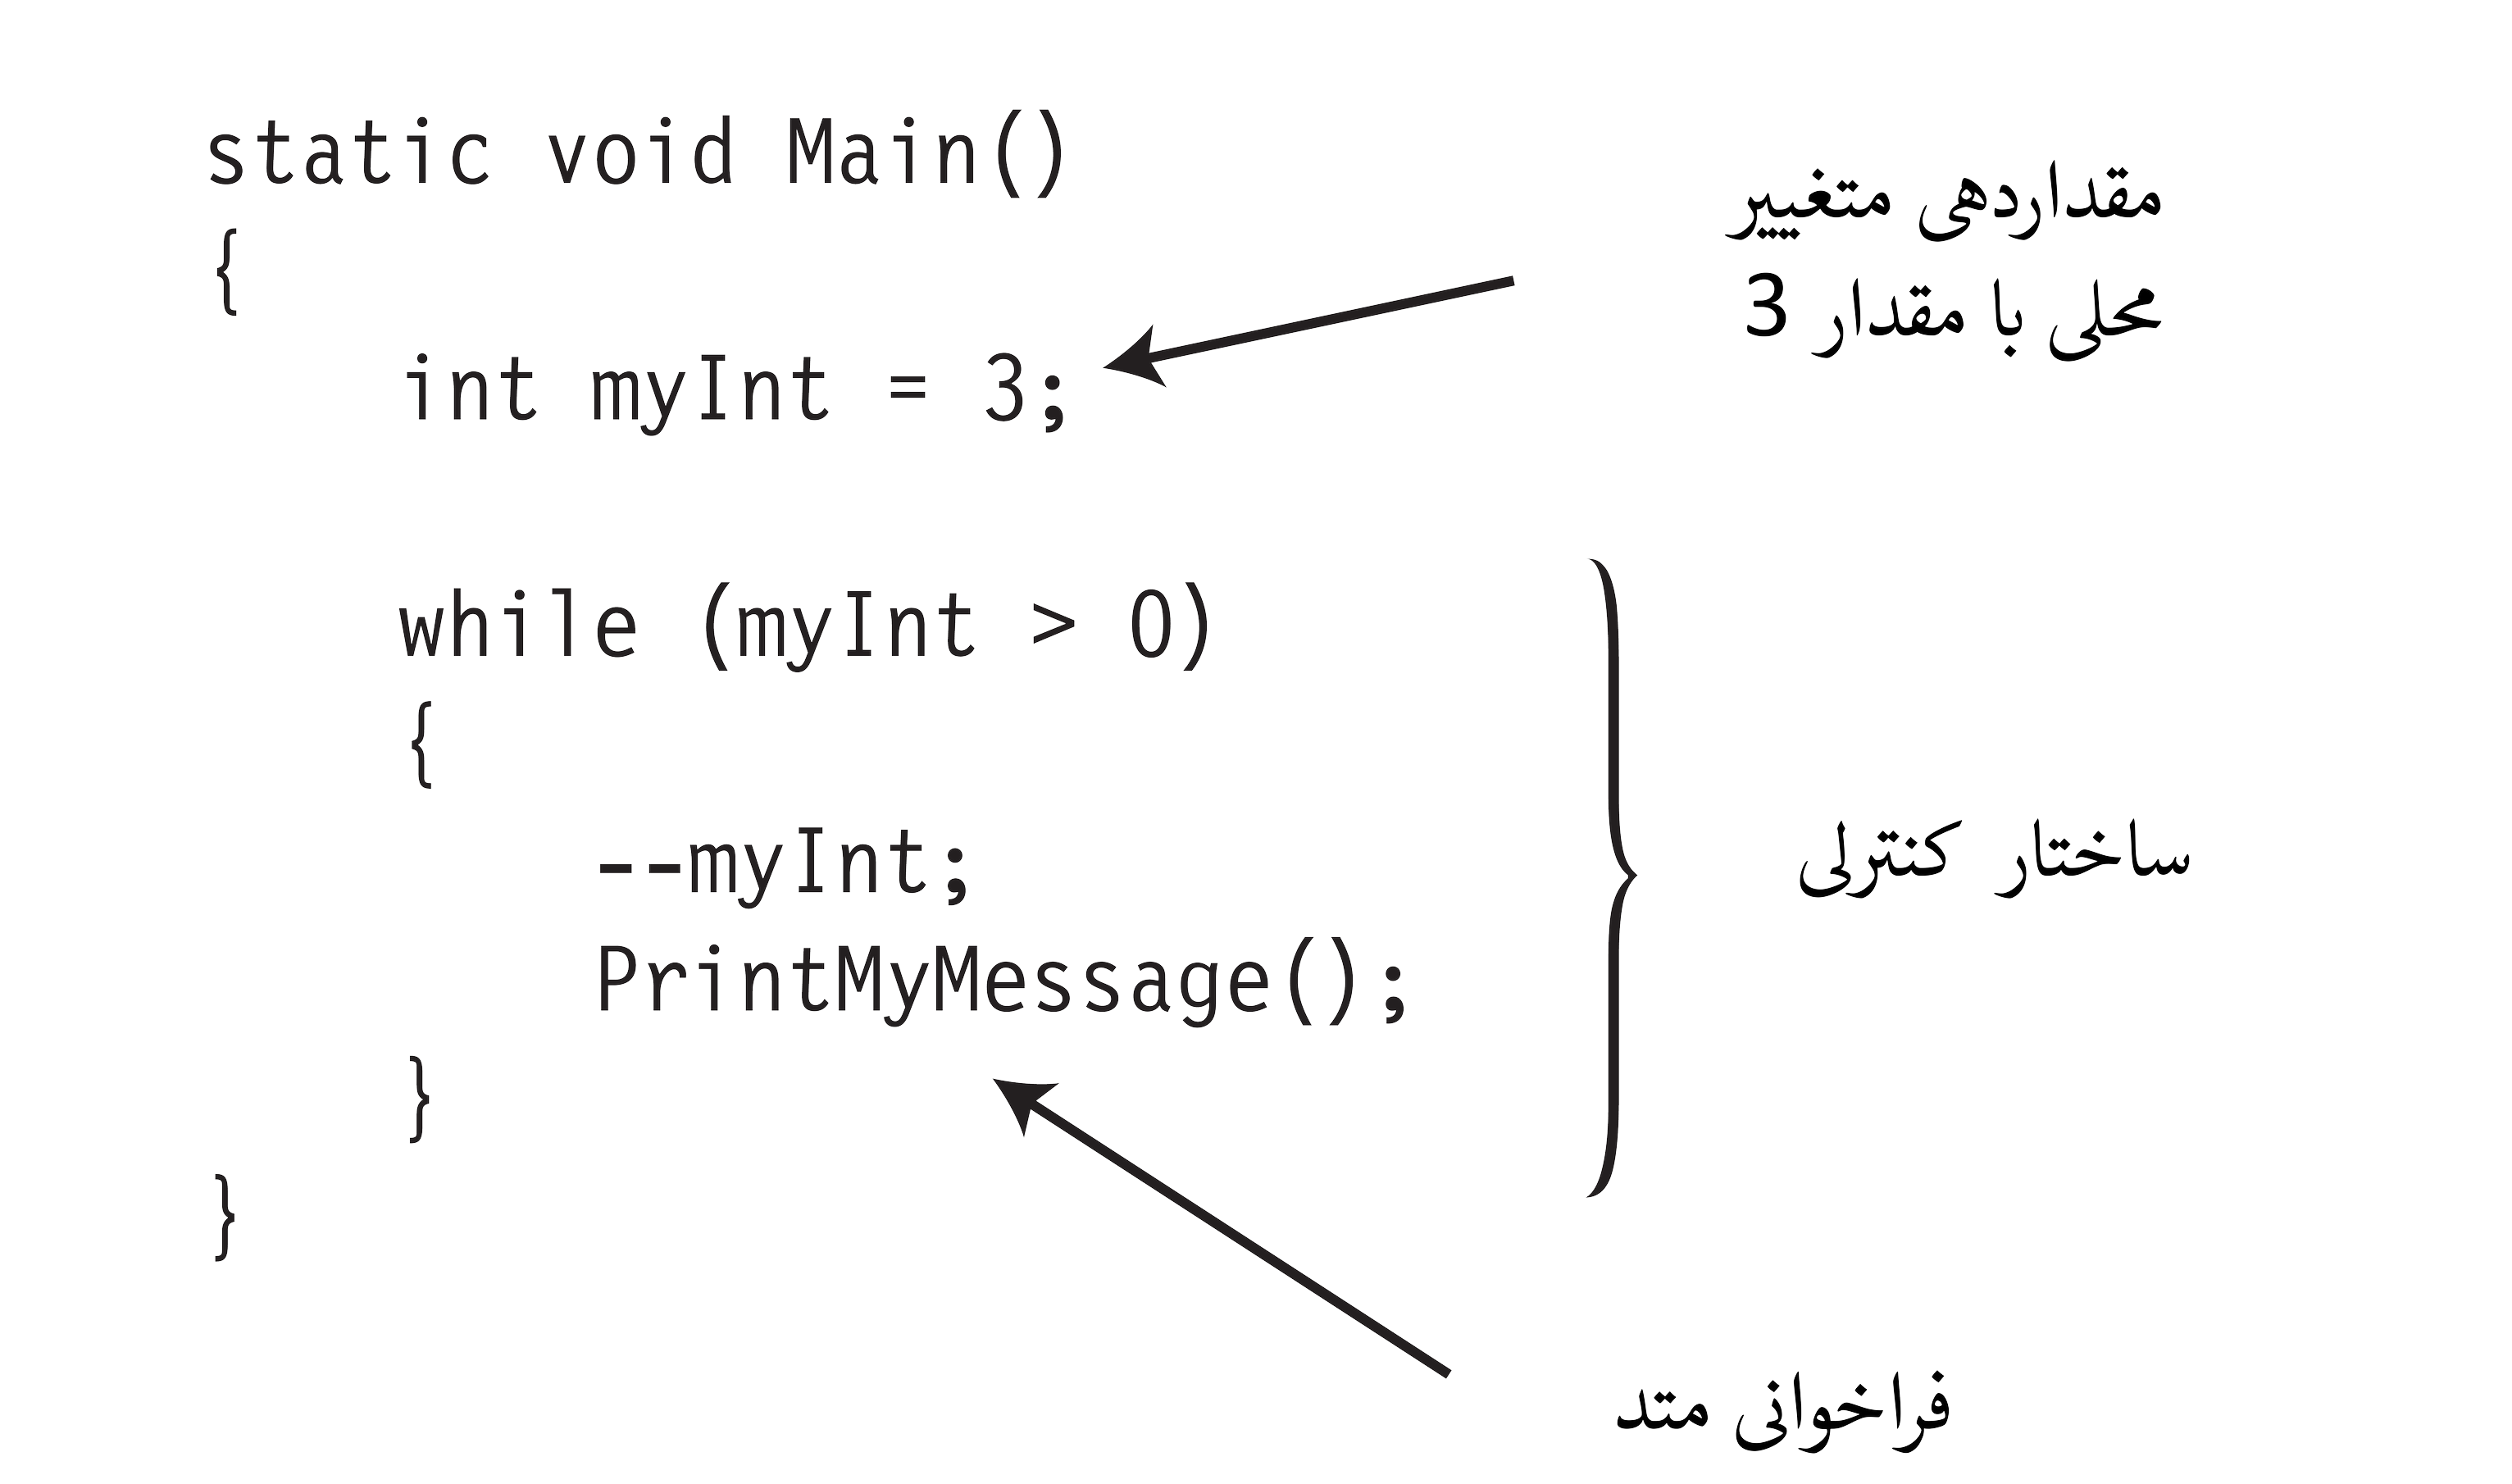 static void Main()
{
مقداردهی متغییر
محلی با مقدار 3
int myInt = 3;
while (myInt > 0)
{
--myInt;
ساختار کنترلی
PrintMyMessage();
}
}
فراخوانی متد